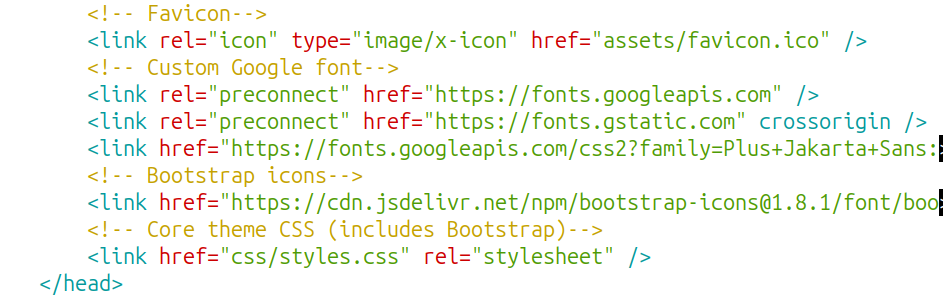 <!-- Favicon-->
<link rel="icon" type="image/x-icon" href="assets/favicon.ico" />
<!-- Custom Google font-->
<link rel="preconnect" href="https://fonts.googleapis.com" />
<link rel="preconnect" href="https://fonts.gstatic.com" crossorigin />
<link href="https://fonts.googleapis.com/css2?family=Plus+Jakarta+Sans:>
<!-- Bootstrap icons-->
<link href="https://cdn.jsdelivr.net/npm/bootstrap-icons@1.8.1/font/boo>
<!-- Core theme CSS (includes Bootstrap)-->
<link href="css/styles.css" rel="stylesheet" />
</head>